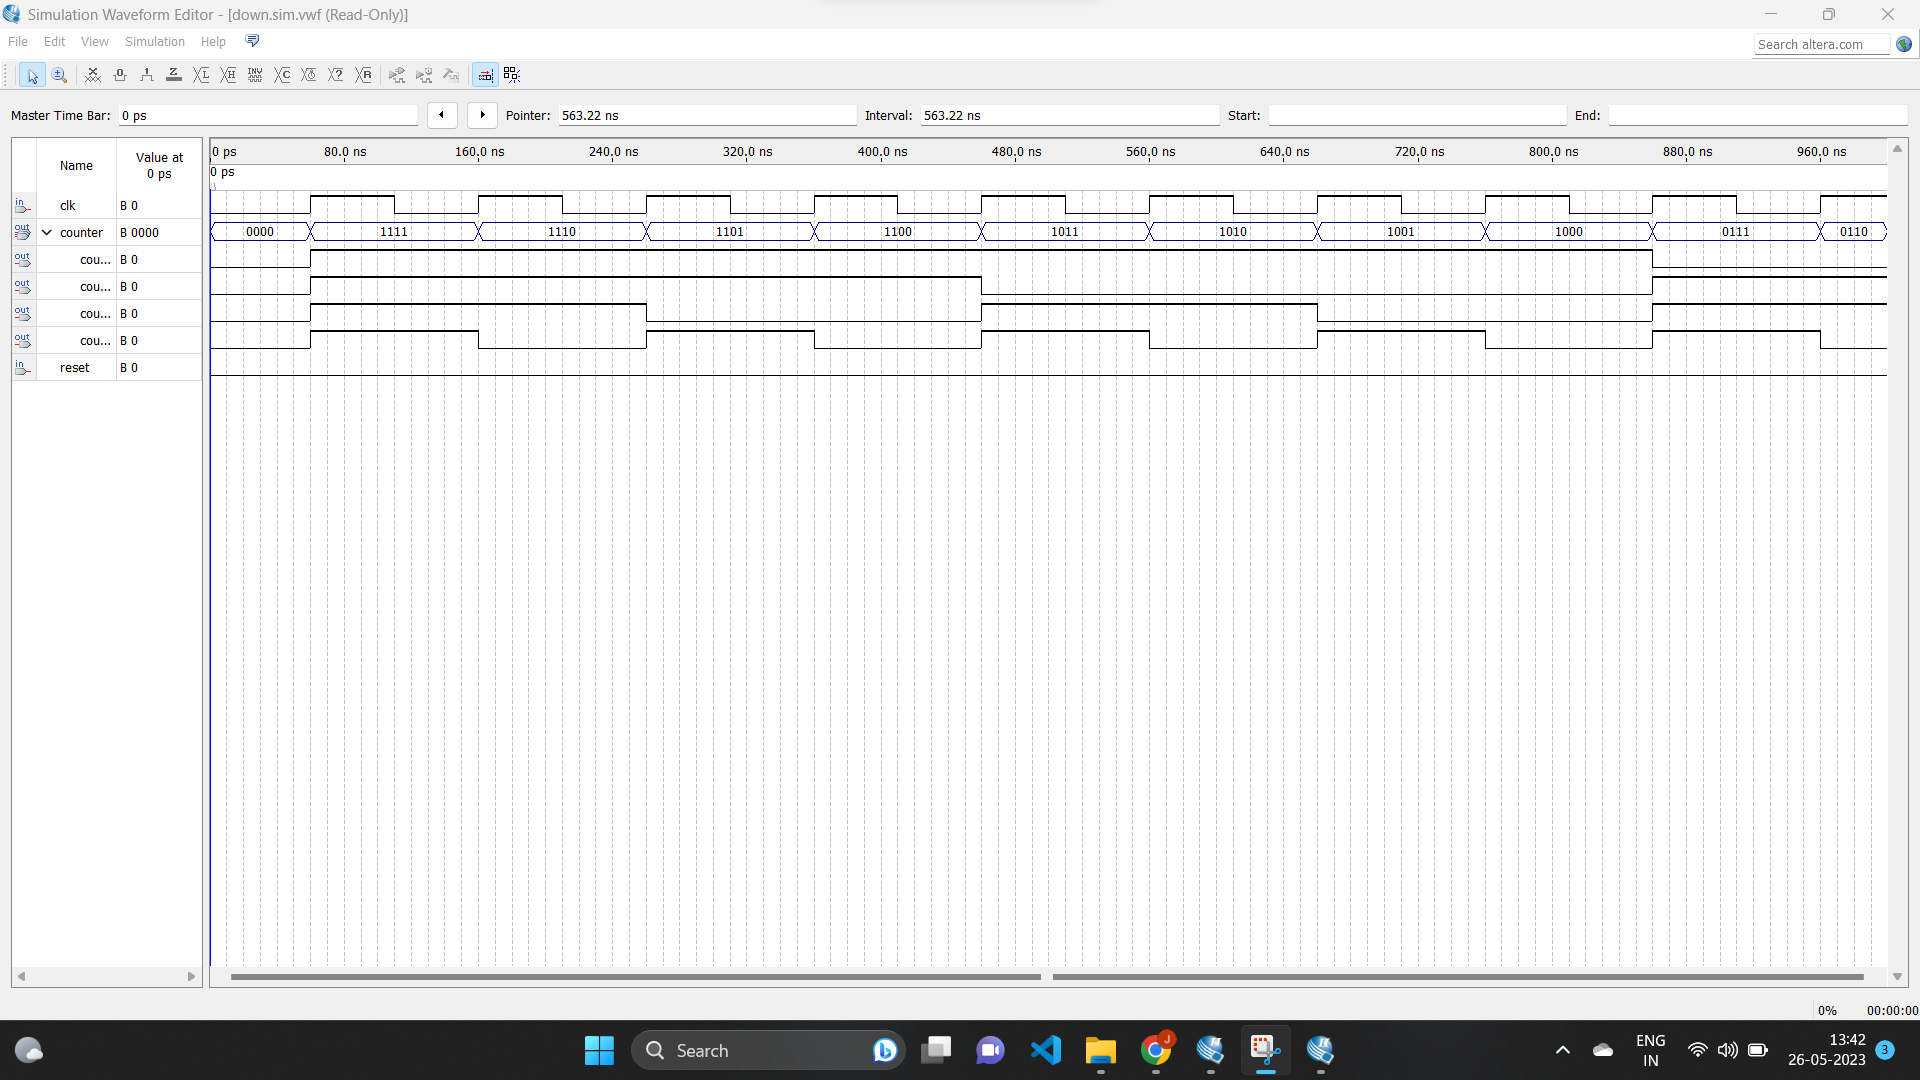 Simulation Waveform Editor - [down.sim.vwf (Read-Only)]
File Edit View Simulation Help
Search altera.com
Master Time Bar: 0 ps Pointer: 563.22 ns Interval: 563.22 ns Start: End:
Name Value at 0 ps
0 ps 80.0 ns 160.0 ns 240.0 ns 320.0 ns 400.0 ns 480.0 ns 560.0 ns 640.0 ns 720.0 ns 800.0 ns 880.0 ns 960.0 ns
0 ps
in clk B 0
out counter B 0000 0000 1111 1110 1101 1100 1011 1010 1001 1000 0111 0110
out cou... B 0
out cou... B 0
out cou... B 0
out cou... B 0
in reset B 0
0% 00:00:00
Search
ENG
IN
13:42
26-05-2023
3